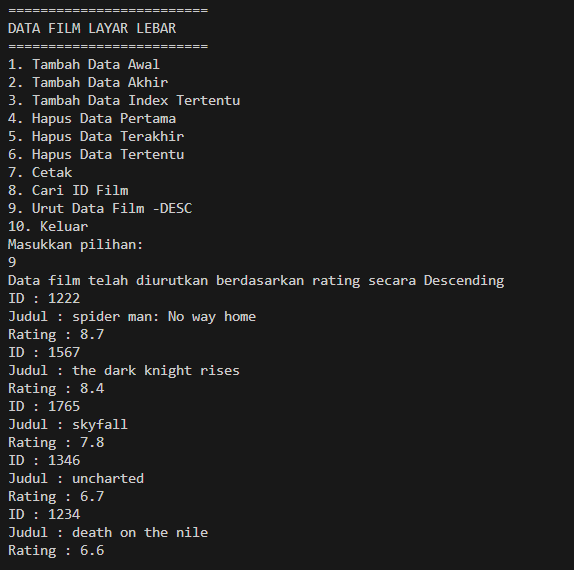 =========================
DATA FILM LAYAR LEBAR
=========================
1. Tambah Data Awal
2. Tambah Data Akhir
3. Tambah Data Index Tertentu
4. Hapus Data Pertama
5. Hapus Data Terakhir
6. Hapus Data Tertentu
7. Cetak
8. Cari ID Film
9. Urut Data Film -DESC
10. Keluar
Masukkan pilihan:
9
Data film telah diurutkan berdasarkan rating secara Descending
ID : 1222
Judul : spider man: No way home
Rating : 8.7
ID : 1567
Judul : the dark knight rises
Rating : 8.4
ID : 1765
Judul : skyfall
Rating : 7.8
ID : 1346
Judul : uncharted
Rating : 6.7
ID : 1234
Judul : death on the nile
Rating : 6.6